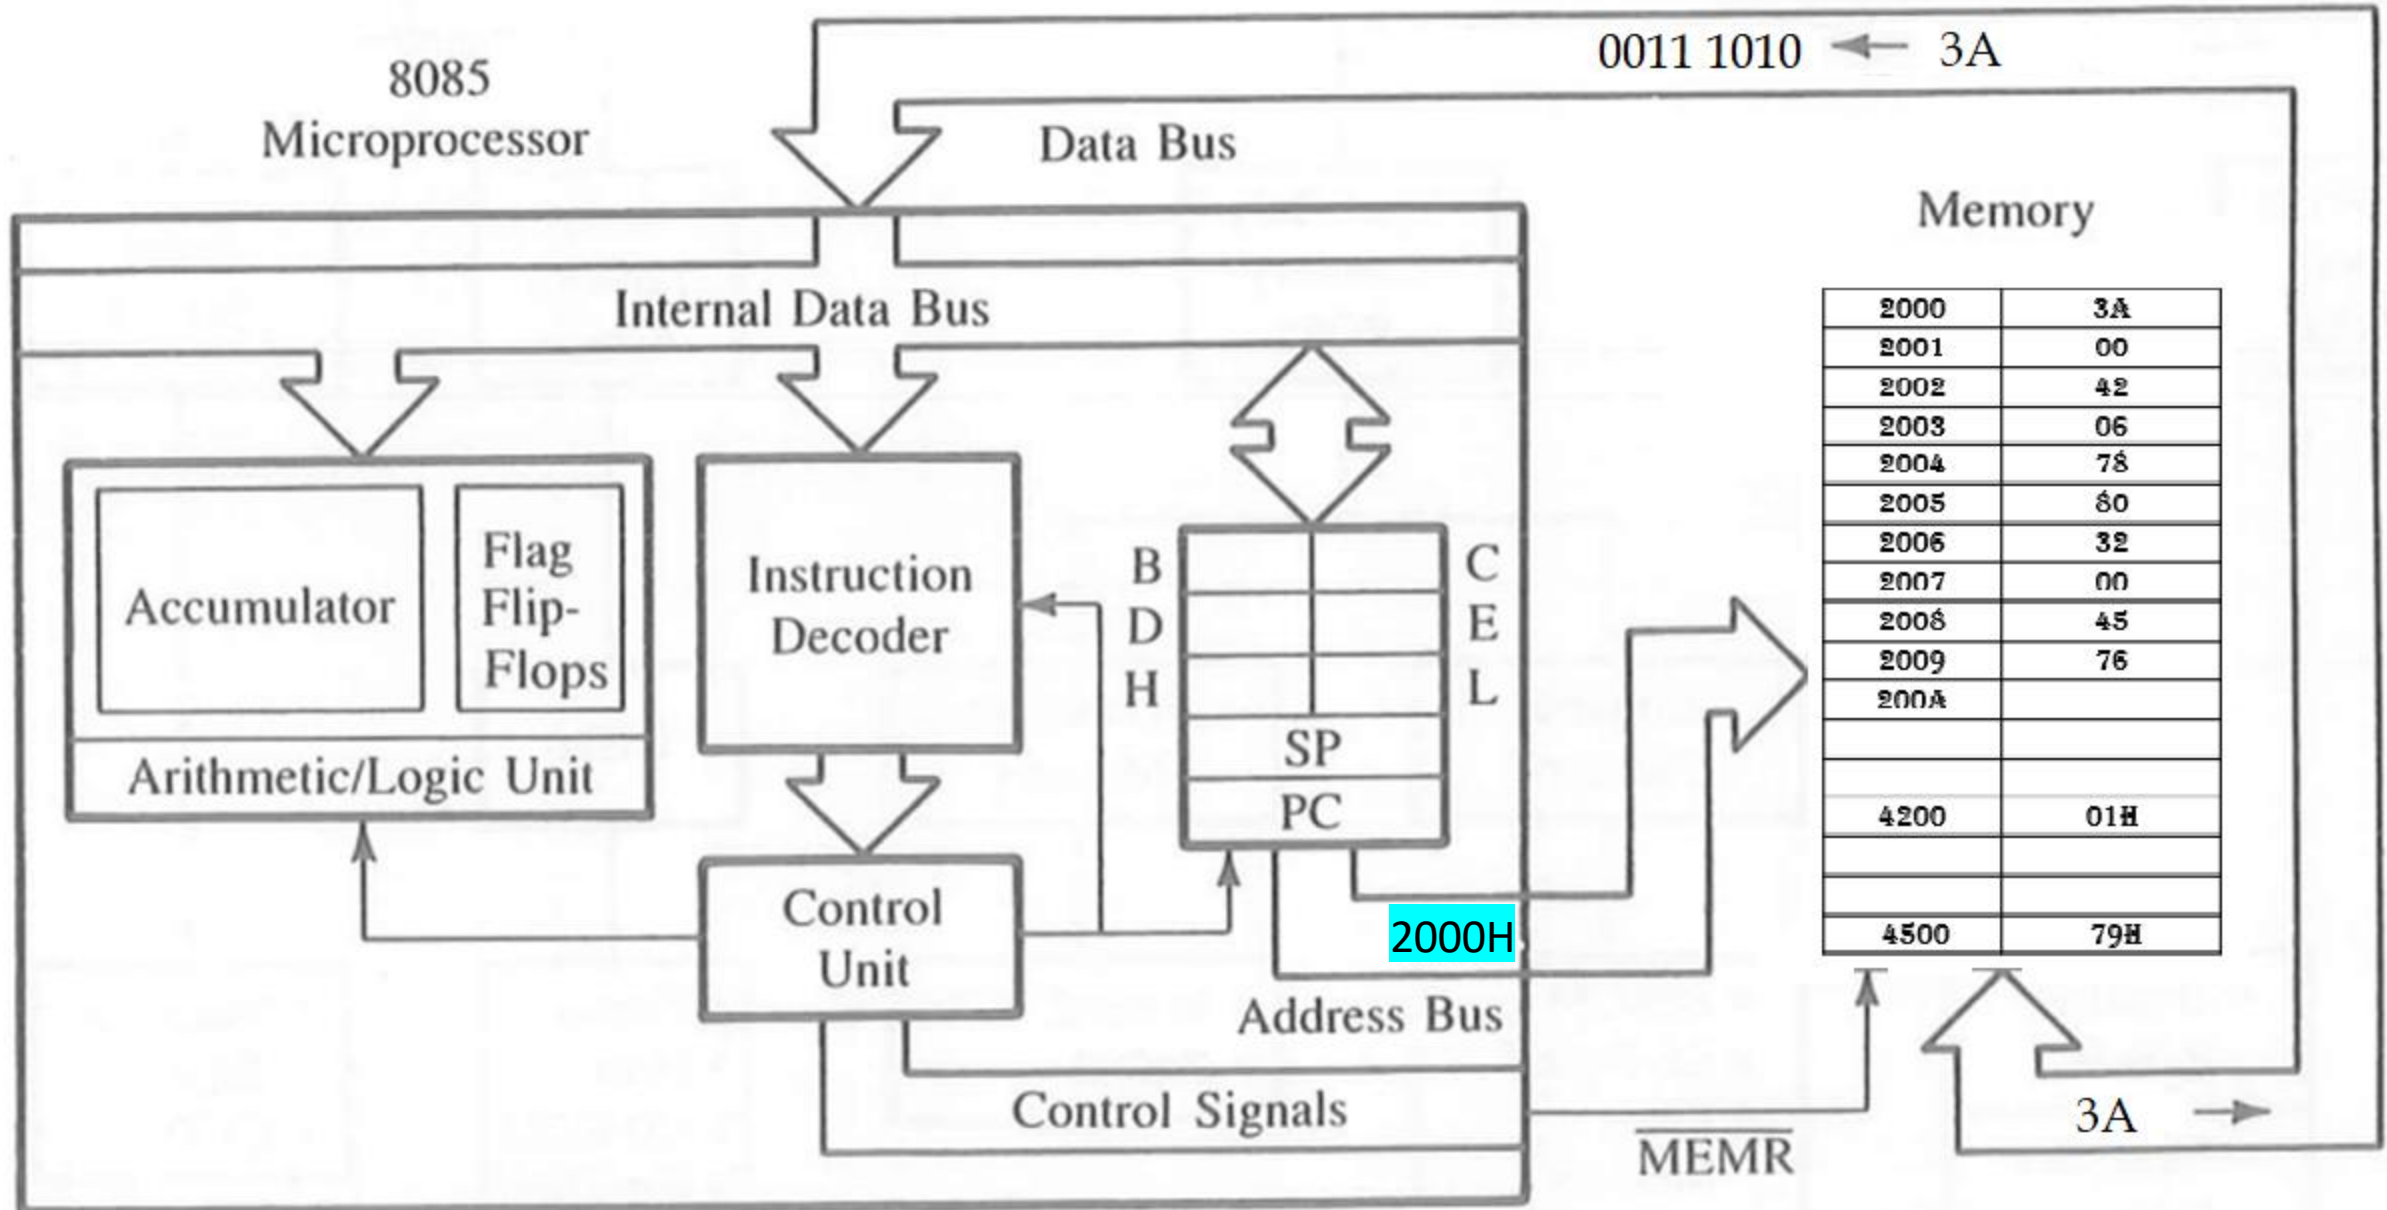 0011 1010 ← 3A
8085
Microprocessor
Data Bus
Memory
Internal Data Bus
2000 3A
2001 00
2002 42
2003 06
2004 78
2005 80
2006 32
2007 00
2008 45
2009 76
200A
4200 01H
4500 79H
Accumulator
Flag
Flip-
Flops
Arithmetic/Logic Unit
Instruction
Decoder
B C
D E
H L
SP
PC
Control
Unit
2000H
Address Bus
Control Signals
MEMR
3A →